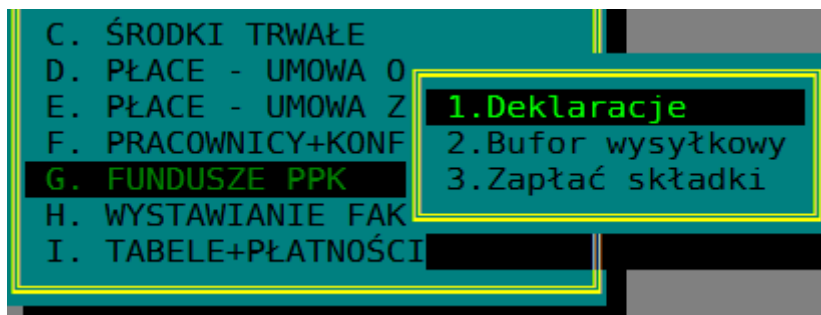 C. ŚRODKI TRWAŁE
D. PŁACE - UMOWA O
E. PŁACE - UMOWA Z
F. PRACOWNICY+KONF
G. FUNDUSZE PPK
H. WYSTAWIANIE FAK
I. TABELE+PŁATNOŚCI
1.Deklaracje
2.Bufor wysyłkowy
3.Zapłać składki